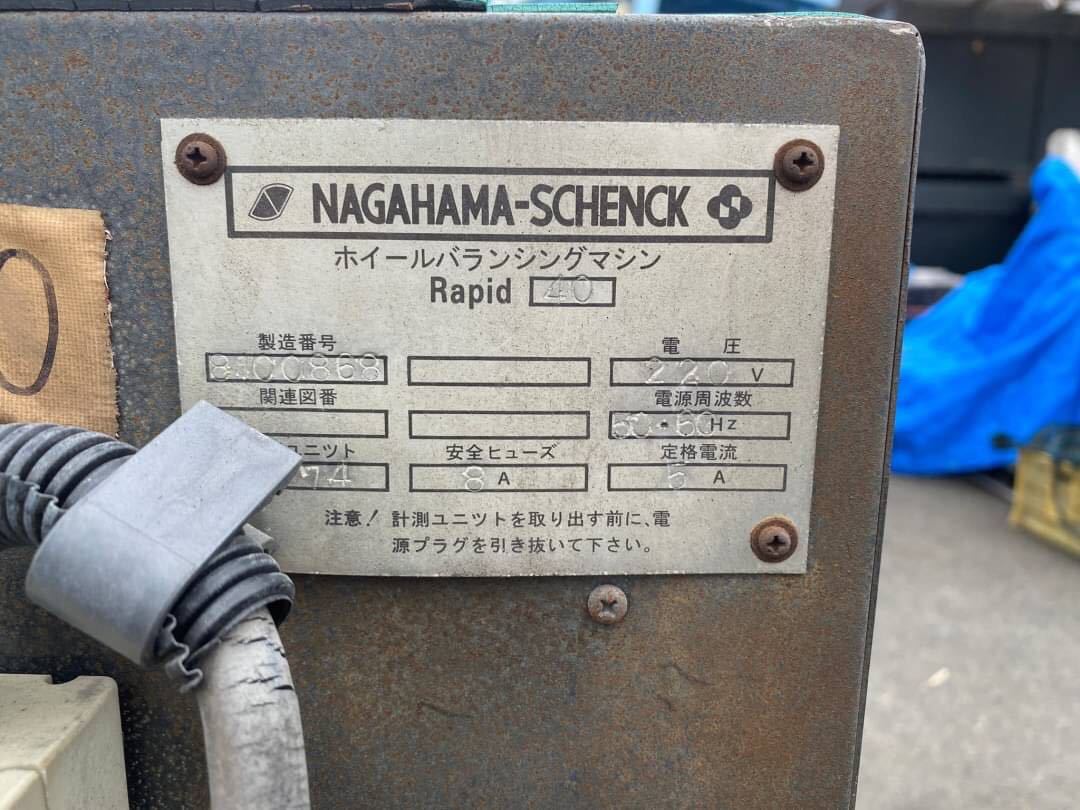 NAGAHAMA-SCHENCK
ホイールバランシングマシン
Rapid 40
製造番号 電圧
8100868 220 V
関連図番 電源周波数
50・60 Hz
ユニット 安全ヒューズ 定格電流
74 8 A 5 A
注意！計測ユニットを取り出す前に、電
源プラグを引き抜いて下さい。